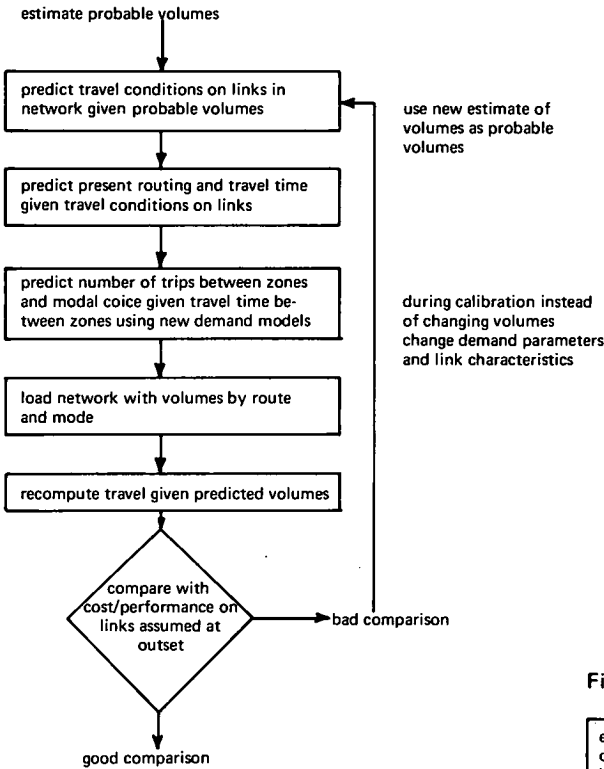 estimate probable volumes
predict travel conditions on links in
network given probable volumes
use new estimate of
volumes as probable
volumes
predict present routing and travel time
given travel conditions on links
predict number of trips between zones
and modal coice given travel time be-
tween zones using new demand models
during calibration instead
of changing volumes
change demand parameters
and link characteristics
load network with volumes by route
and mode
recompute travel given predicted volumes
compare with
cost/performance on
links assumed at
outset
bad comparison
good comparison
Fi
e